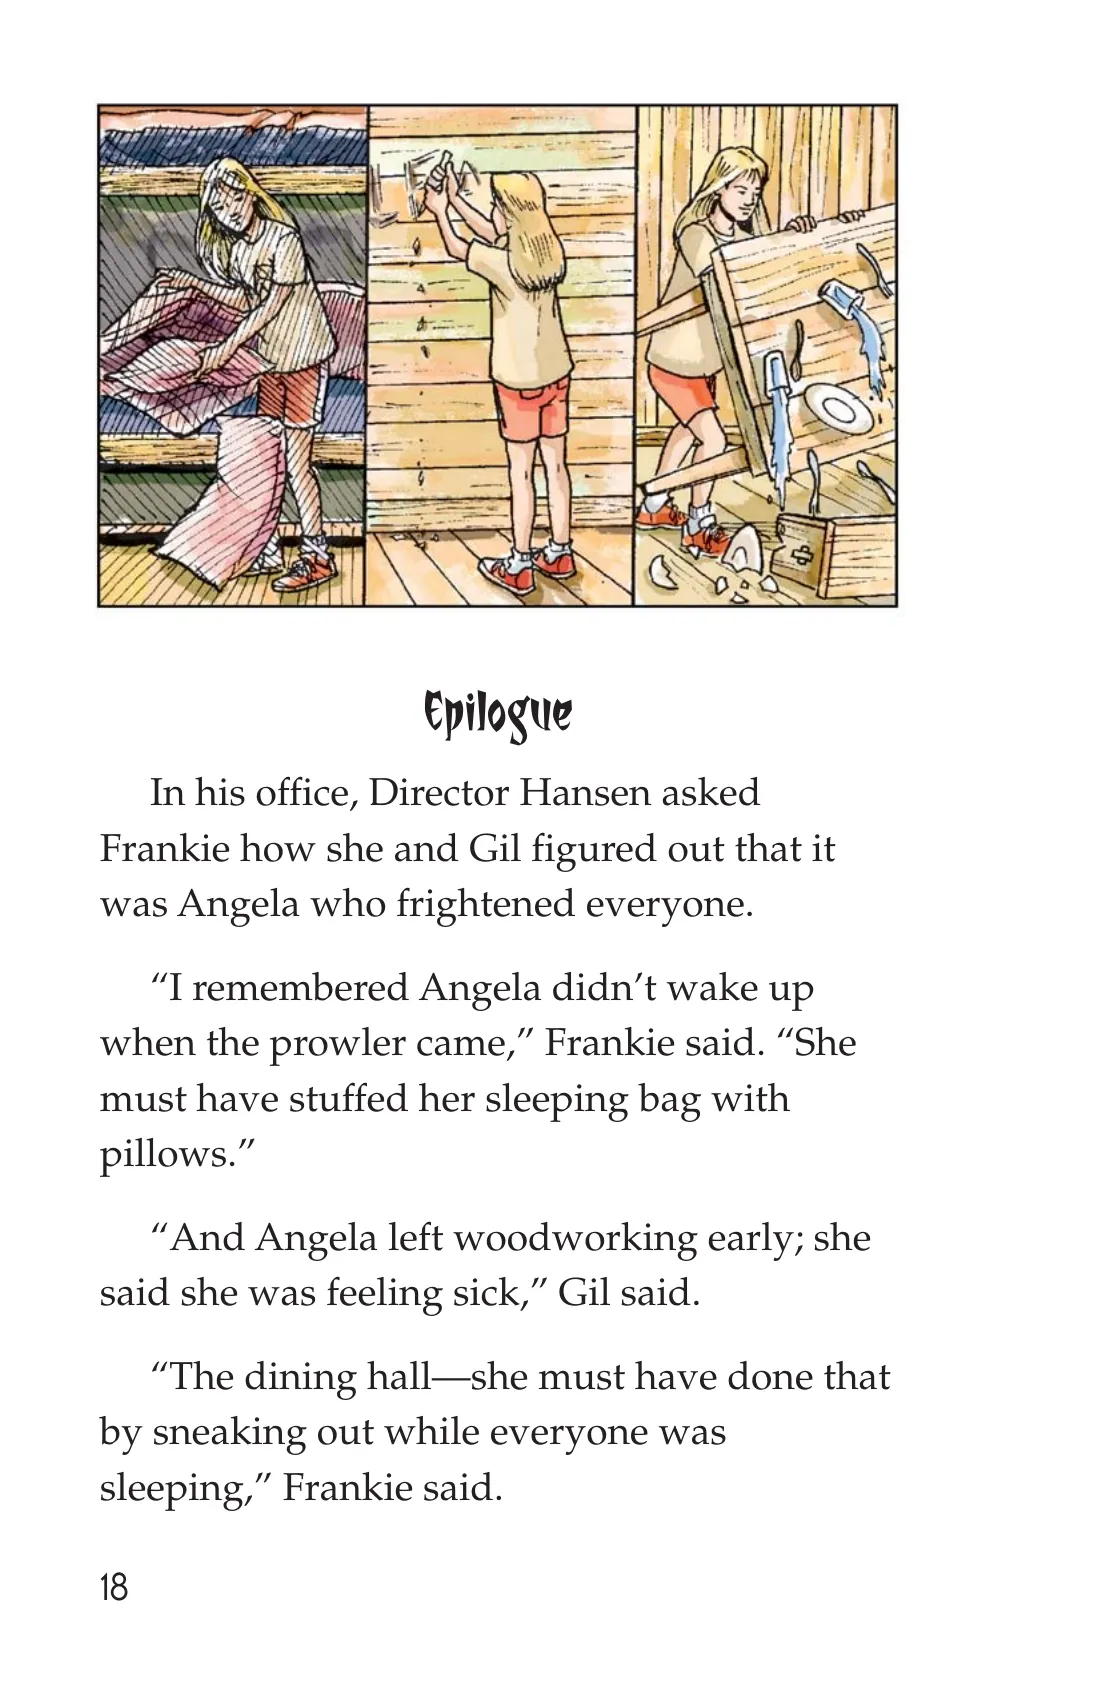 Epilogue
In his office, Director Hansen asked
Frankie how she and Gil figured out that it
was Angela who frightened everyone.
“I remembered Angela didn’t wake up
when the prowler came,” Frankie said. “She
must have stuffed her sleeping bag with
pillows.”
“And Angela left woodworking early; she
said she was feeling sick,” Gil said.
“The dining hall—she must have done that
by sneaking out while everyone was
sleeping,” Frankie said.
18